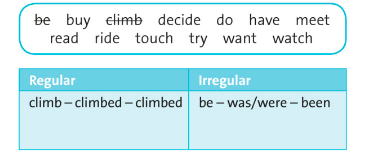 be buy climb decide do have meet
read ride touch try want watch
Regular Irregular
climb – climbed – climbed be – was/were – been